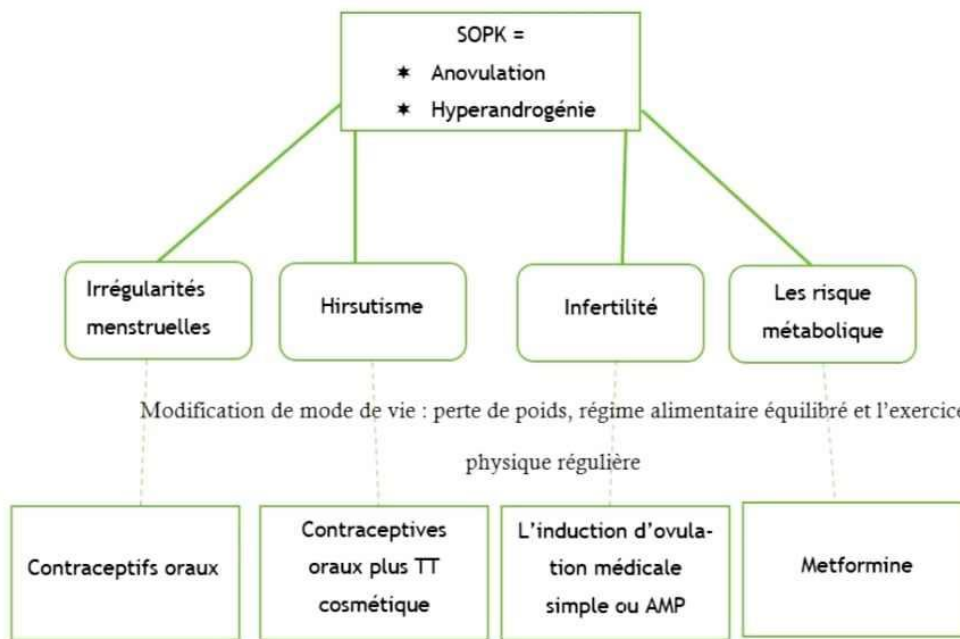 SOPK =
✶ Anovulation
✶ Hyperandrogénie
Irrégularités
menstruelles
Hirsutisme
Infertilité
Les risque
métabolique
Modification de mode de vie : perte de poids, régime alimentaire équilibré et l'exercice
physique régulière
Contraceptifs oraux
Contraceptives
oraux plus TT
cosmétique
L'induction d'ovula-
tion médicale
simple ou AMP
Metformine